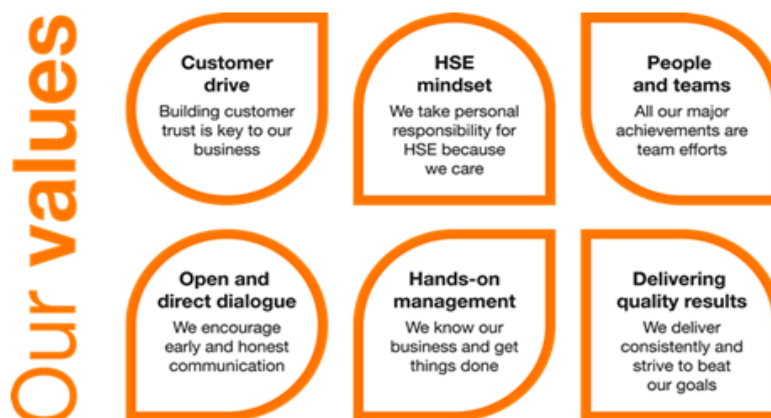 Our values
Customer
drive
Building customer
trust is key to our
business
HSE
mindset
We take personal
responsibility for
HSE because
we care
People
and teams
All our major
achievements are
team efforts
Open and
direct dialogue
We encourage
early and honest
communication
Hands-on
management
We know our
business and get
things done
Delivering
quality results
We deliver
consistently and
strive to beat
our goals